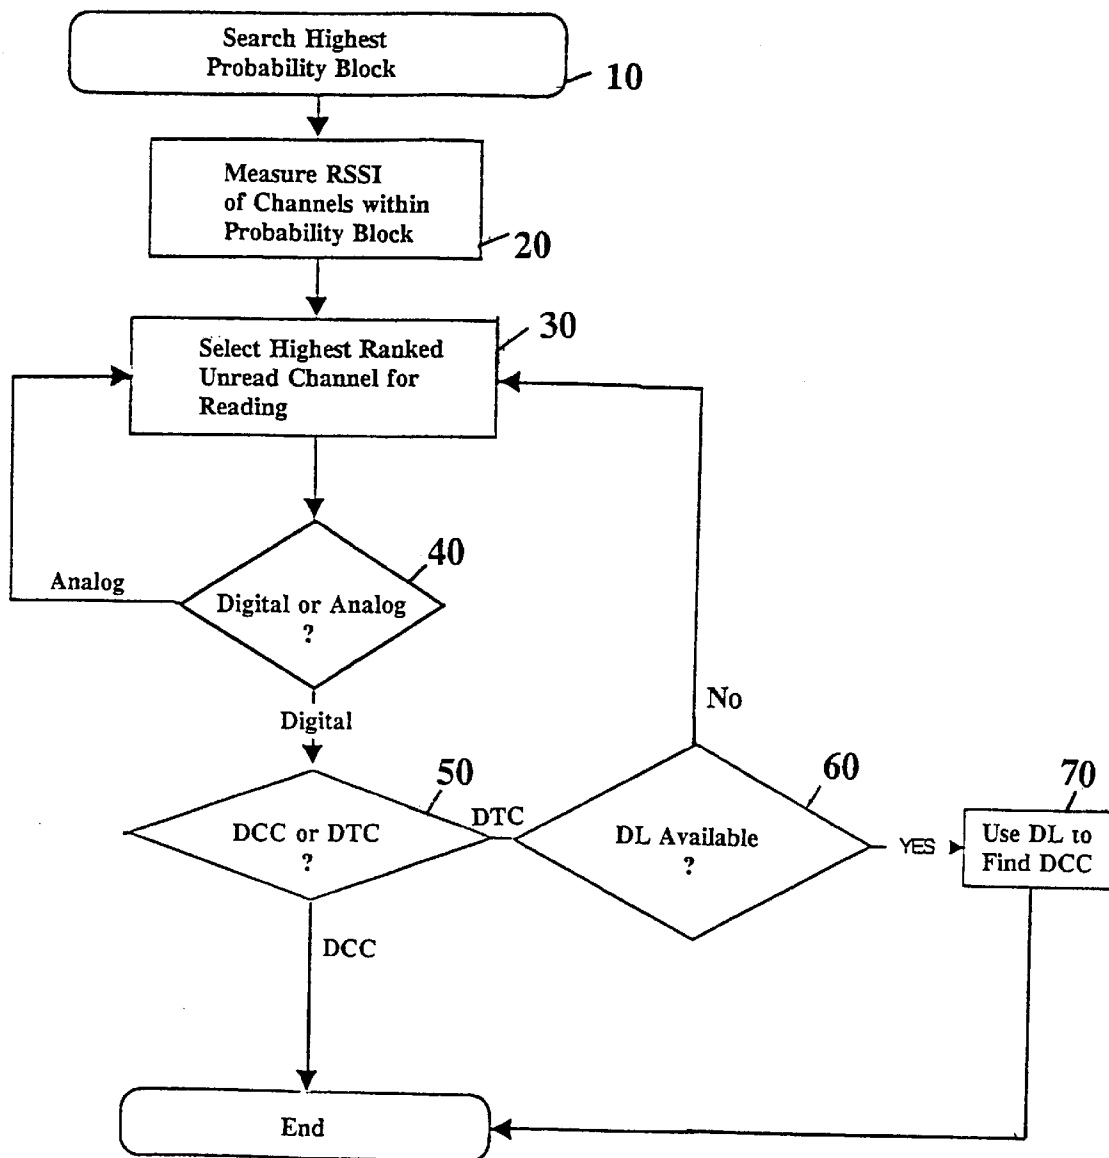 Search Highest
Probability Block
10
Measure RSSI
of Channels within
Probability Block
20
30
Select Highest Ranked
Unread Channel for
Reading
40
Analog
Digital or Analog
?
No
Digital
50
60
70
DTC
DCC or DTC
?
DL Available
?
YES
Use DL to
Find DCC
DCC
End